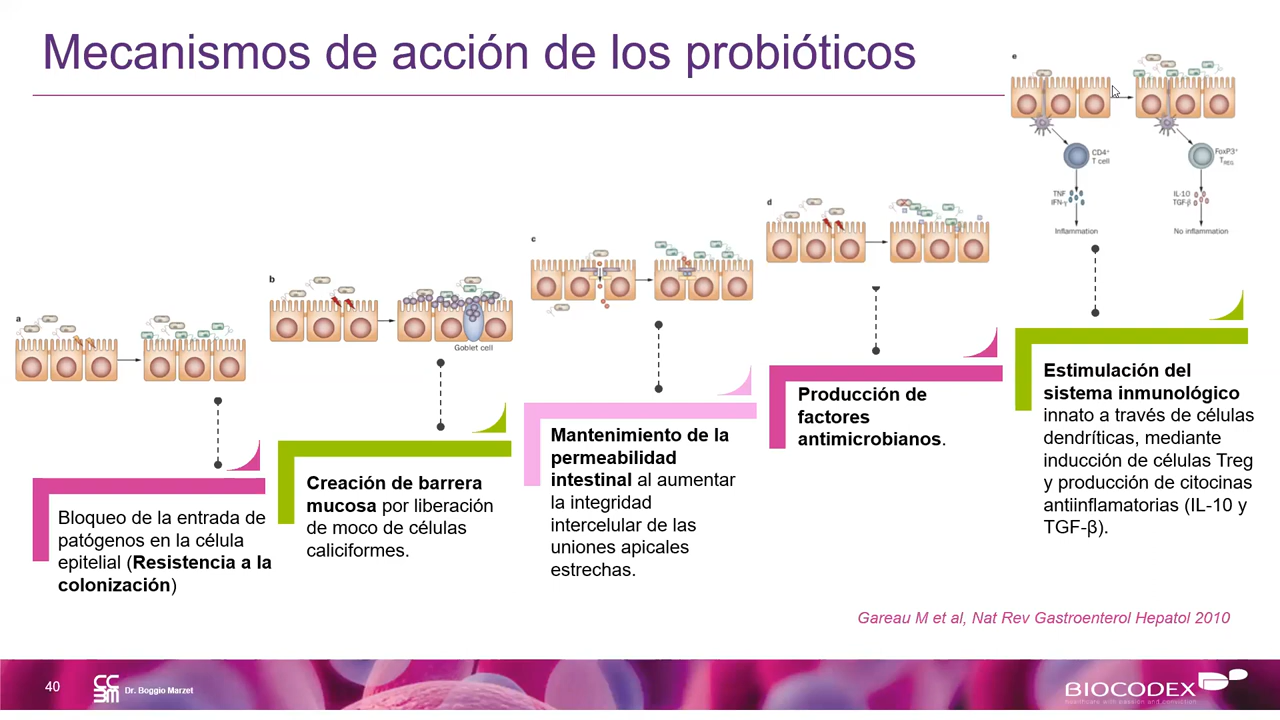 Mecanismos de acción de los probióticos
a
Bloqueo de la entrada de
patógenos en la célula
epitelial (Resistencia a la
colonización)
b
Goblet cell
Creación de barrera
mucosa por liberación
de moco de células
caliciformes.
c
Mantenimiento de la
permeabilidad
intestinal al aumentar
la integridad
intercelular de las
uniones apicales
estrechas.
d
Producción de
factores
antimicrobianos.
e
CD4+
T cell
TNF
IFN-γ
Inflammation
FoxP3+
TREG
IL-10
TGF-β
No inflammation
Estimulación del
sistema inmunológico
innato a través de células
dendríticas, mediante
inducción de células Treg
y producción de citocinas
antiinflamatorias (IL-10 y
TGF-β).
Gareau M et al, Nat Rev Gastroenterol Hepatol 2010
40
Dr. Boggio Marzet
BIOCODEX
healthcare with passion and conviction